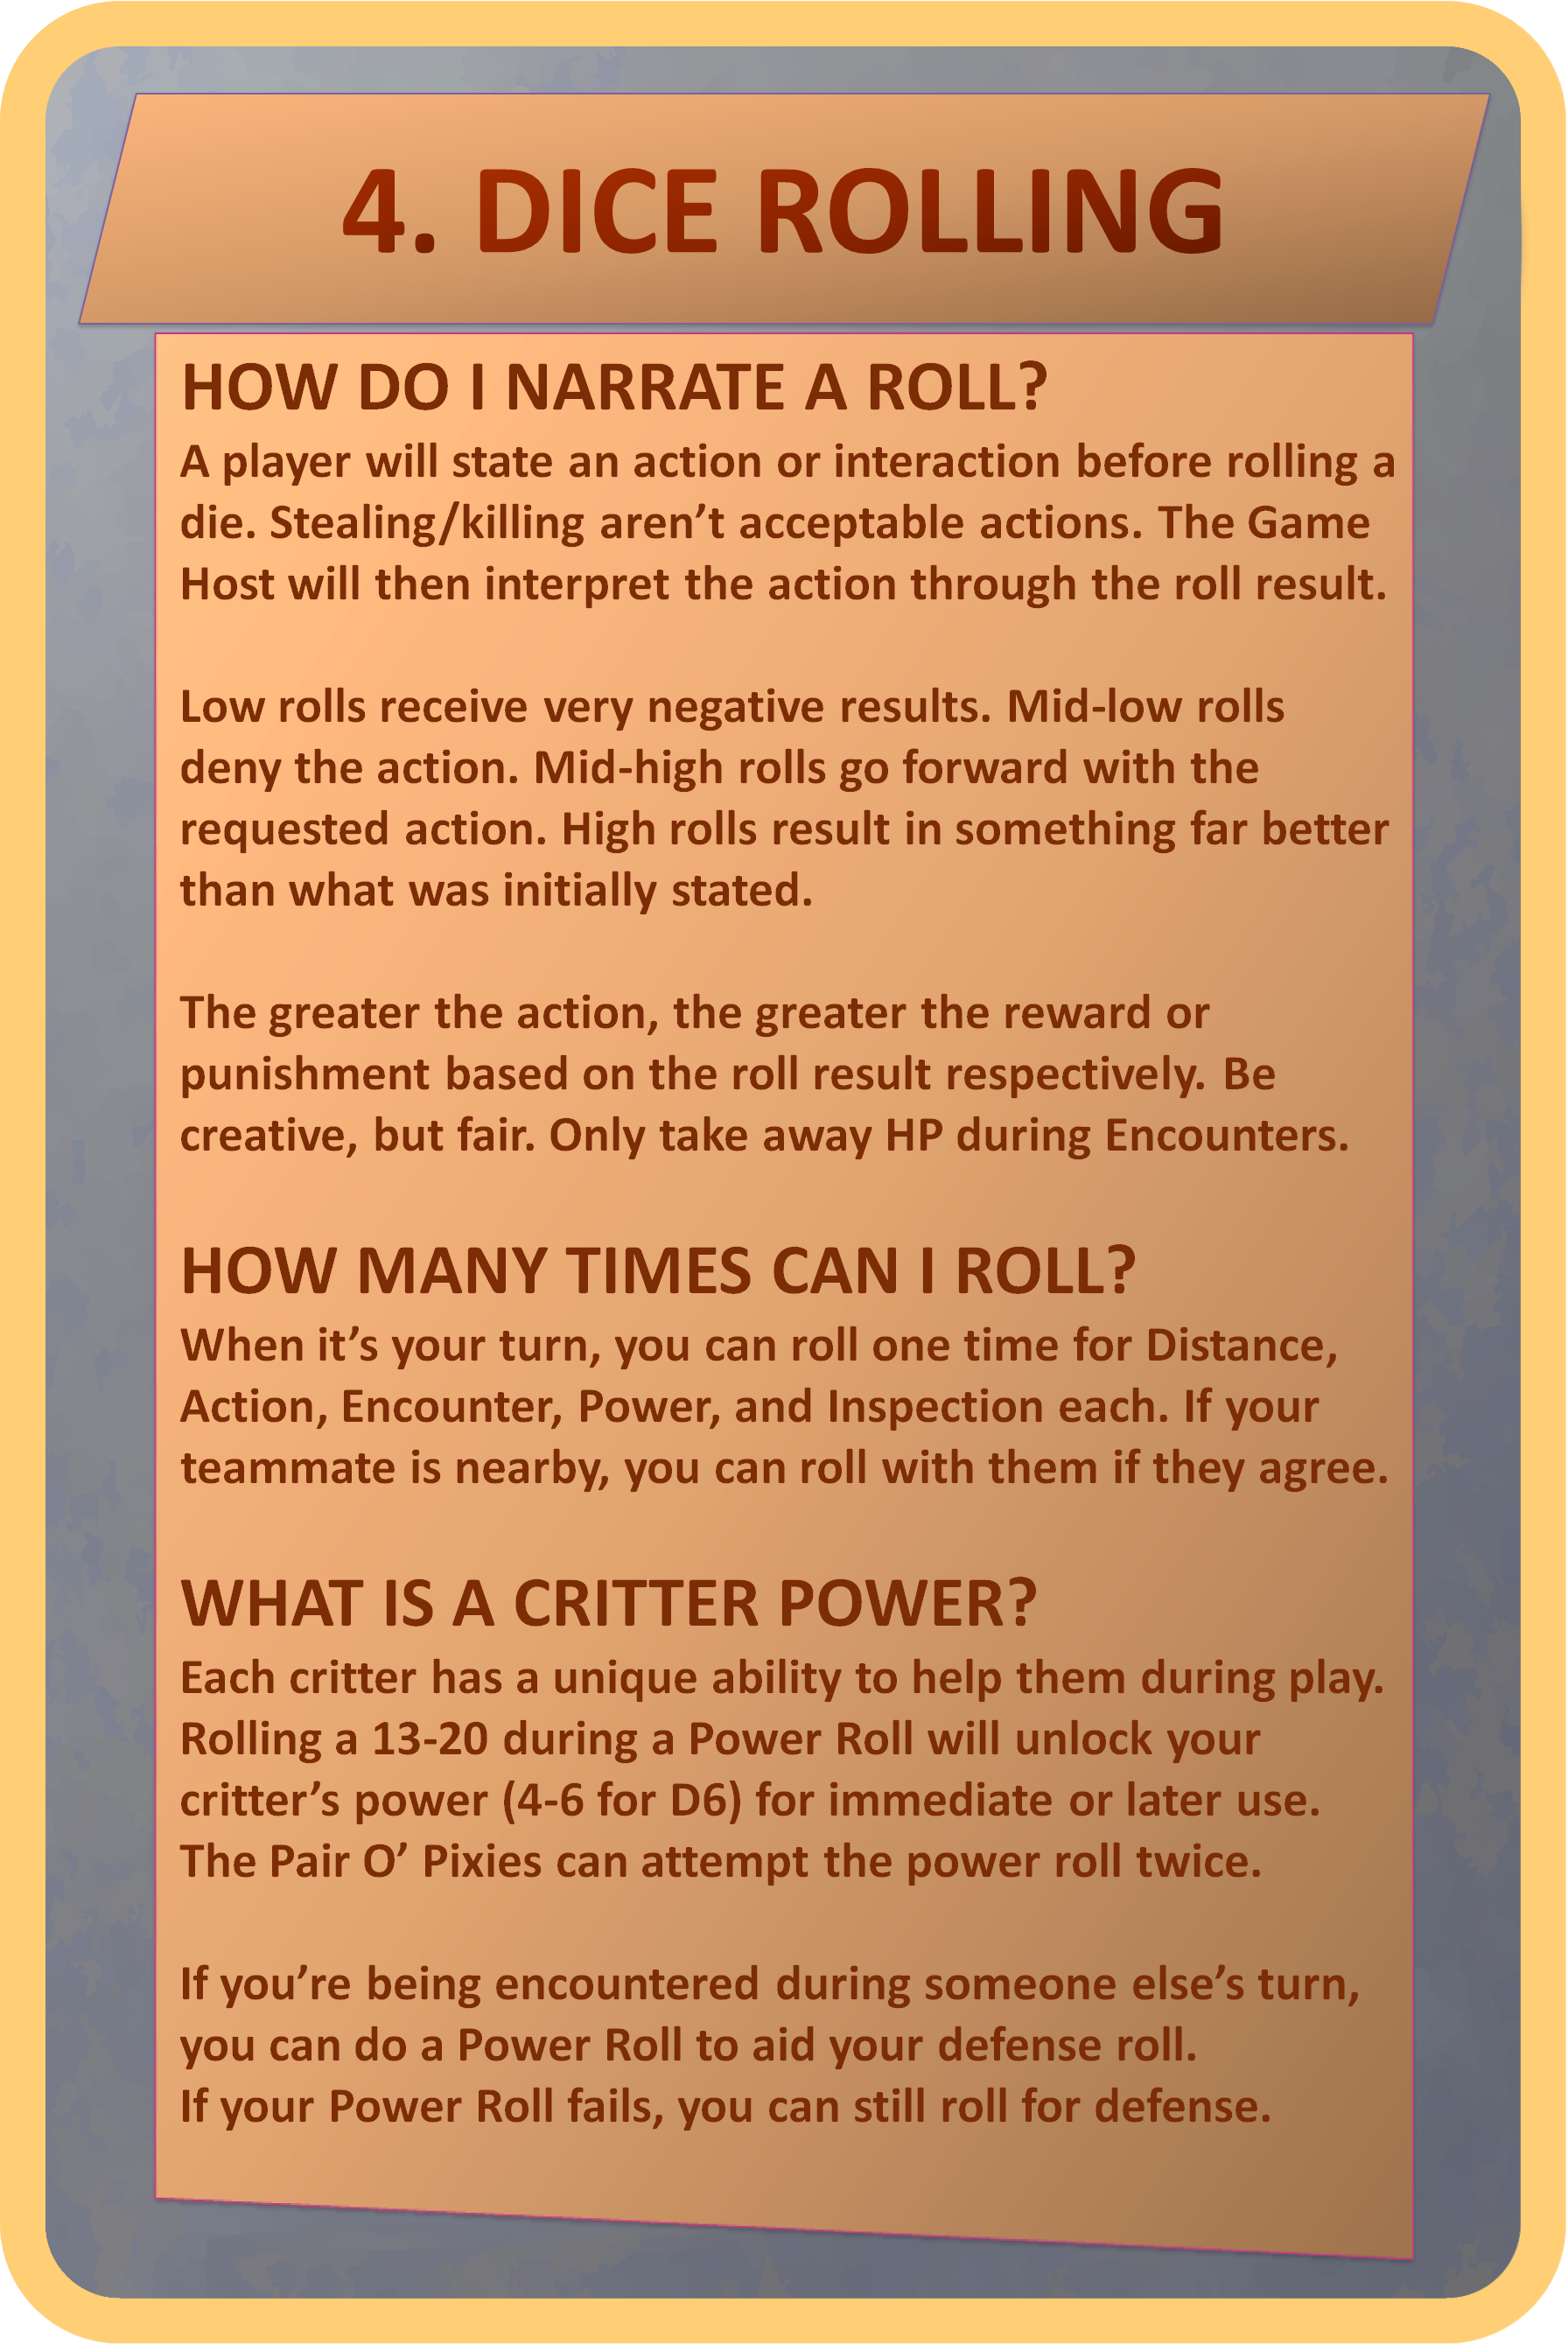 4. DICE ROLLING
HOW DO I NARRATE A ROLL?
A player will state an action or interaction before rolling a
die. Stealing/killing aren’t acceptable actions. The Game
Host will then interpret the action through the roll result.
Low rolls receive very negative results. Mid-low rolls
deny the action. Mid-high rolls go forward with the
requested action. High rolls result in something far better
than what was initially stated.
The greater the action, the greater the reward or
punishment based on the roll result respectively. Be
creative, but fair. Only take away HP during Encounters.
HOW MANY TIMES CAN I ROLL?
When it’s your turn, you can roll one time for Distance,
Action, Encounter, Power, and Inspection each. If your
teammate is nearby, you can roll with them if they agree.
WHAT IS A CRITTER POWER?
Each critter has a unique ability to help them during play.
Rolling a 13-20 during a Power Roll will unlock your
critter’s power (4-6 for D6) for immediate or later use.
The Pair O’ Pixies can attempt the power roll twice.
If you’re being encountered during someone else’s turn,
you can do a Power Roll to aid your defense roll.
If your Power Roll fails, you can still roll for defense.